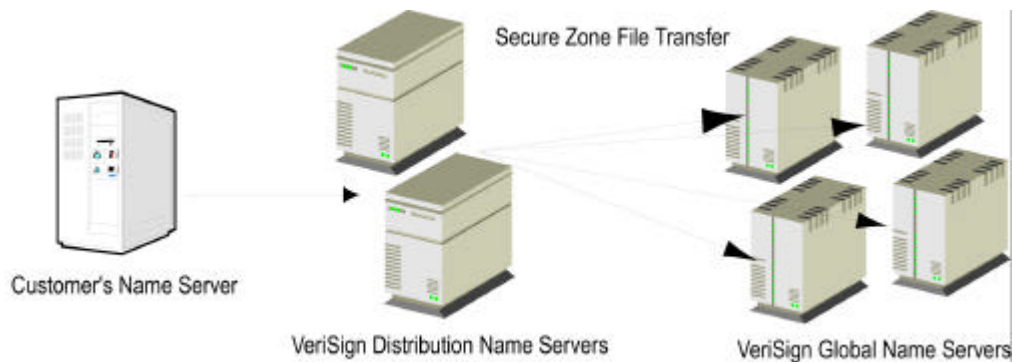 Secure Zone File Transfer
Customer's Name Server
VeriSign Distribution Name Servers
VeriSign Global Name Servers